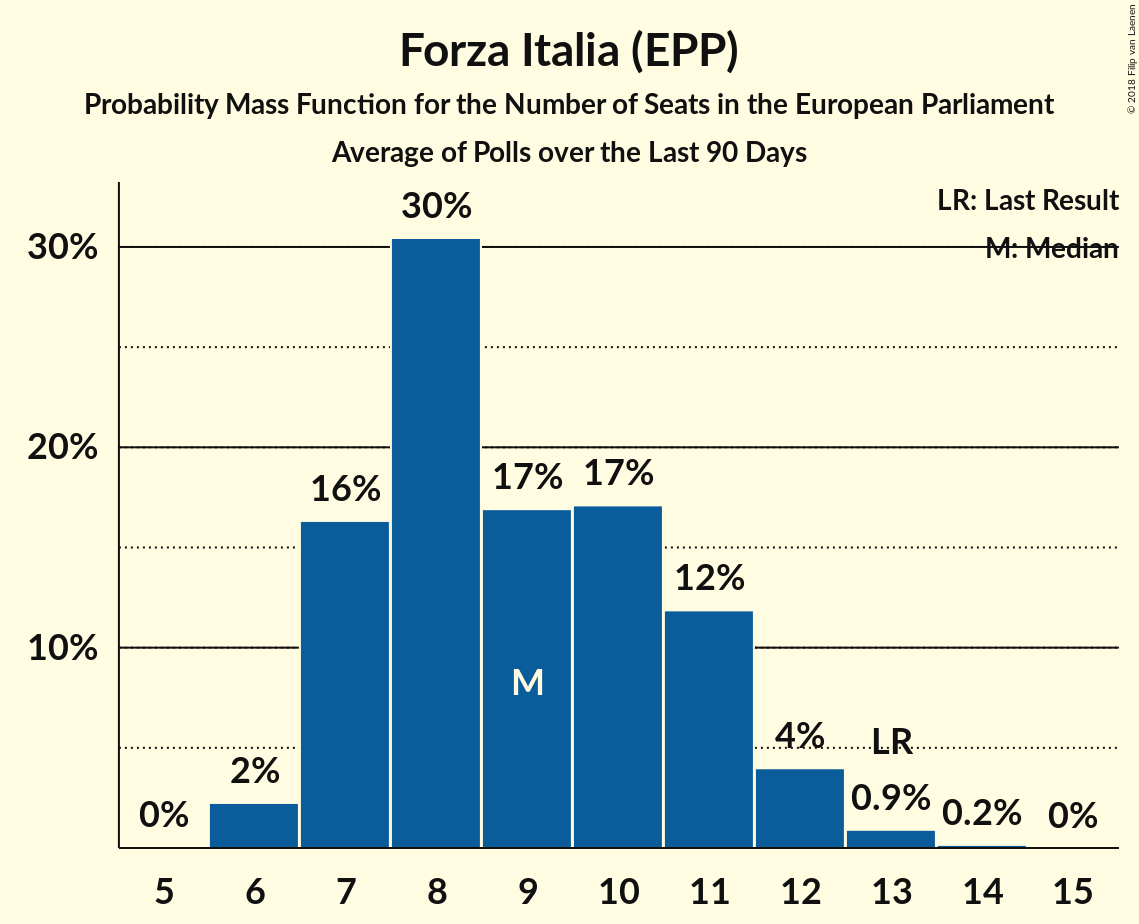 Forza Italia (EPP)
Probability Mass Function for the Number of Seats in the European Parliament
Average of Polls over the Last 90 Days
© 2018 Filip van Laenen
LR: Last Result
M: Median
30%
20%
10%
0%
2%
16%
30%
17%
17%
12%
4%
0.9%
0.2%
0%
M
LR
5 6 7 8 9 10 11 12 13 14 15